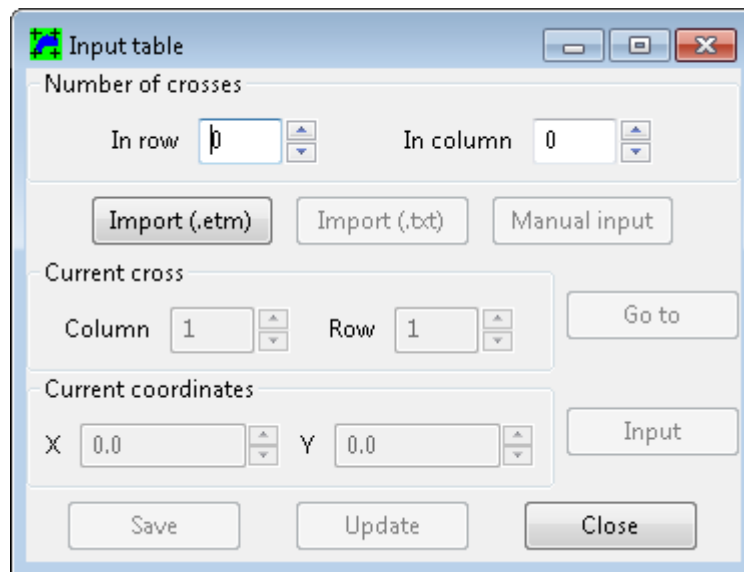 Input table
Number of crosses
In row 0 In column 0
Import (.etm) Import (.txt) Manual input
Current cross
Column 1 Row 1 Go to
Current coordinates
X 0.0 Y 0.0 Input
Save Update Close